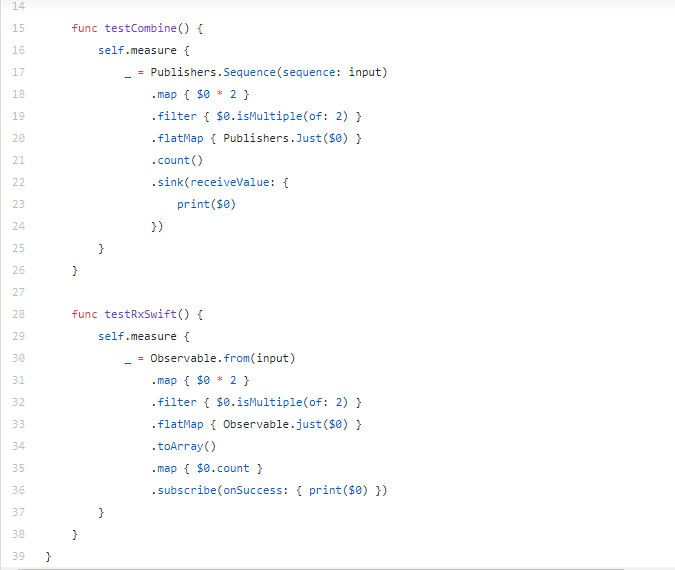 14
15 func testCombine() {
16 self.measure {
17 _ = Publishers.Sequence(sequence: input)
18 .map { $0 * 2 }
19 .filter { $0.isMultiple(of: 2) }
20 .flatMap { Publishers.Just($0) }
21 .count()
22 .sink(receiveValue: {
23 print($0)
24 })
25 }
26 }
27
28 func testRxSwift() {
29 self.measure {
30 _ = Observable.from(input)
31 .map { $0 * 2 }
32 .filter { $0.isMultiple(of: 2) }
33 .flatMap { Observable.just($0) }
34 .toArray()
35 .map { $0.count }
36 .subscribe(onSuccess: { print($0) })
37 }
38 }
39 }